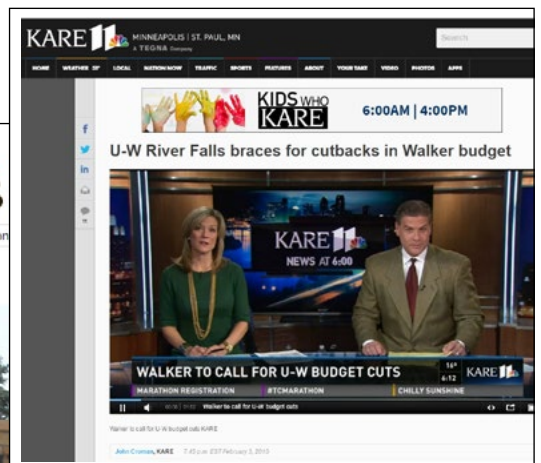 KARE 11
MINNEAPOLIS | ST. PAUL, MN
A TEGNA Company
Search
HOME WEATHER 25° LOCAL NATION NOW TRAFFIC SPORTS FEATURES ABOUT YOUR TAKE VIDEO PHOTOS APPS
KIDS WHO
KARE
6:00AM | 4:00PM
U-W River Falls braces for cutbacks in Walker budget
KARE 11
NEWS AT 6:00
WALKER TO CALL FOR U-W BUDGET CUTS
16°
6:12
KARE 11
MARATHON REGISTRATION #TCMARATHON CHILLY SUNSHINE
Walker to call for U-W budget cuts
Walker to call for U-W budget cuts KARE
KARE